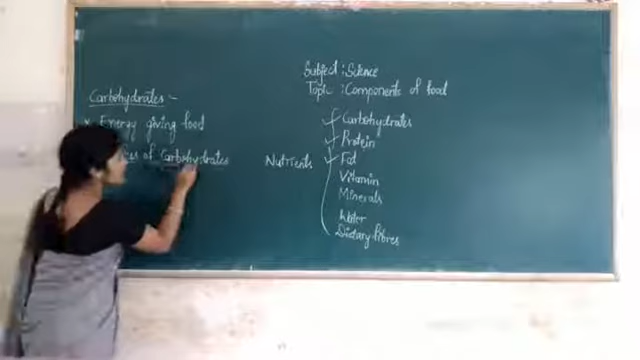 Subject : Science
Topic : Components of food
Carbohydrates -
* Energy giving food
of Carbohydrates
Nutrients
Carbohydrates
Protein
Fat
Vitamin
Minerals
Water
Dietary fibres